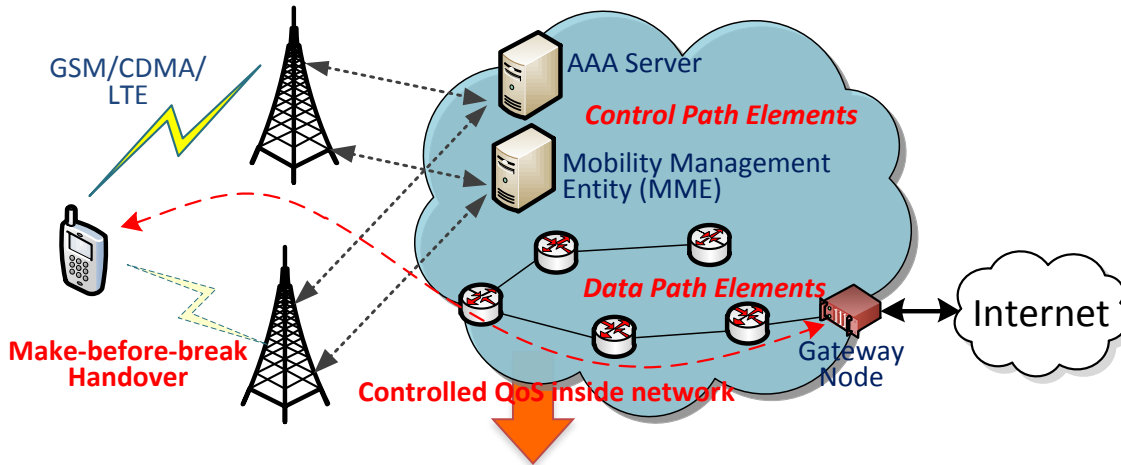 GSM/CDMA/
LTE
AAA Server
Control Path Elements
Mobility Management
Entity (MME)
Data Path Elements
Internet
Make-before-break
Handover
Gateway
Node
Controlled QoS inside network